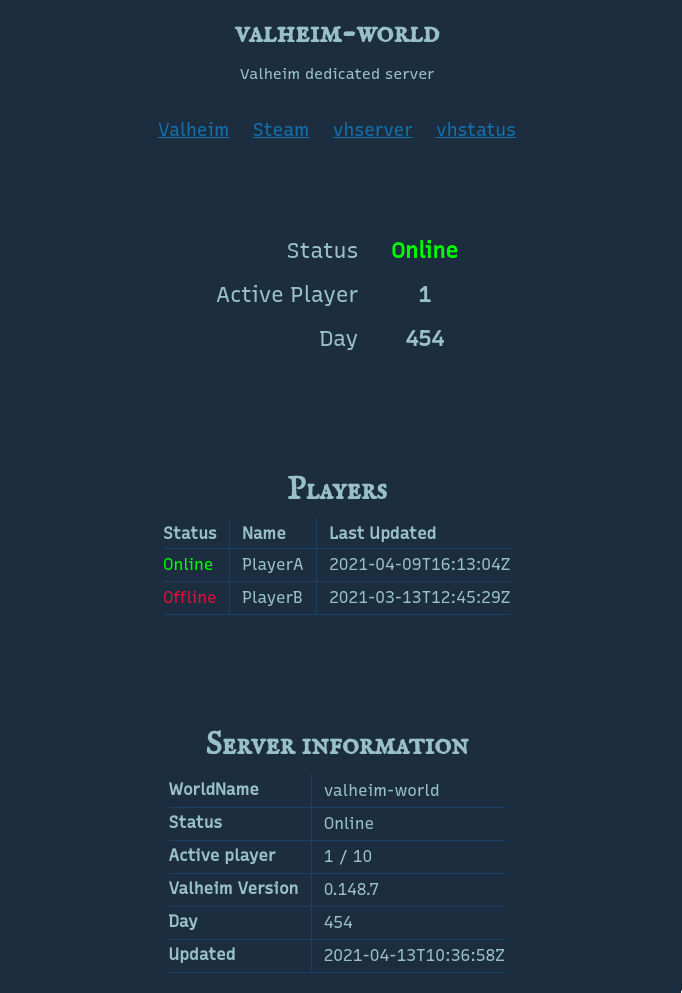 valheim-world
Valheim dedicated server
Valheim Steam vhserver vhstatus
Status Online
Active Player 1
Day 454
Players
Status Name Last Updated
Online PlayerA 2021-04-09T16:13:04Z
Offline PlayerB 2021-03-13T12:45:29Z
Server information
WorldName valheim-world
Status Online
Active player 1 / 10
Valheim Version 0.148.7
Day 454
Updated 2021-04-13T10:36:58Z